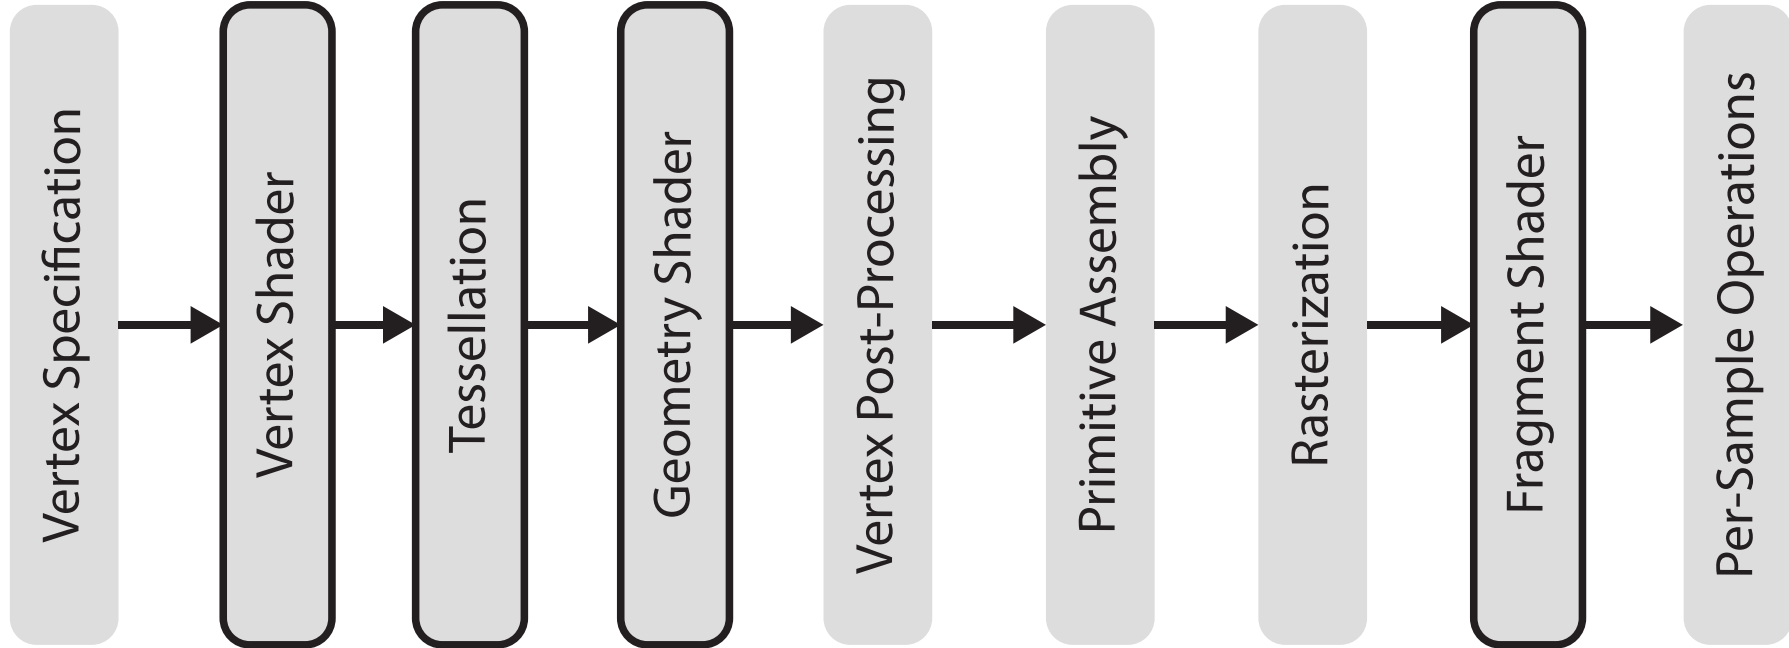 Vertex Specification
Vertex Shader
Tessellation
Geometry Shader
Vertex Post-Processing
Primitive Assembly
Rasterization
Fragment Shader
Per-Sample Operations